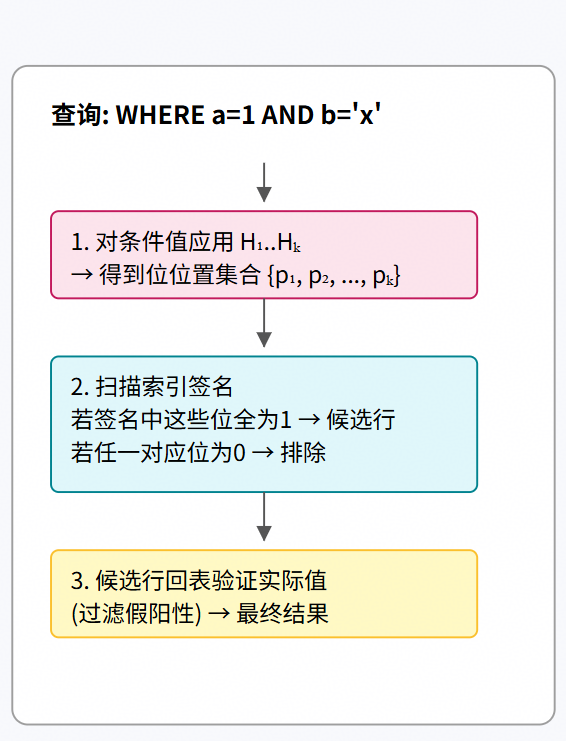 查询: WHERE a=1 AND b='x'
1. 对条件值应用 H₁..Hₖ
→ 得到位位置集合 {p₁, p₂, ..., pₖ}
2. 扫描索引签名
若签名中这些位全为1 → 候选行
若任一对应位为0 → 排除
3. 候选行回表验证实际值
(过滤假阳性) → 最终结果